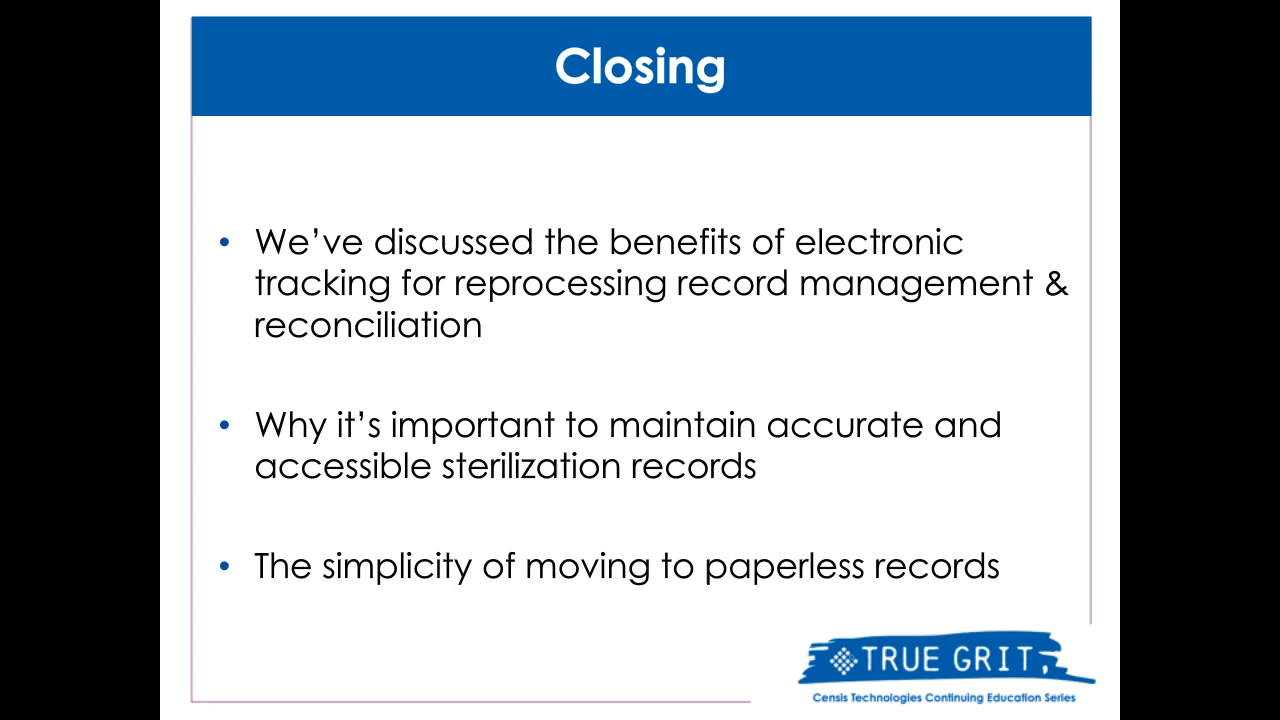 Closing
• We’ve discussed the benefits of electronic
tracking for reprocessing record management &
reconciliation
• Why it’s important to maintain accurate and
accessible sterilization records
• The simplicity of moving to paperless records
TRUE GRIT
Censis Technologies Continuing Education Series